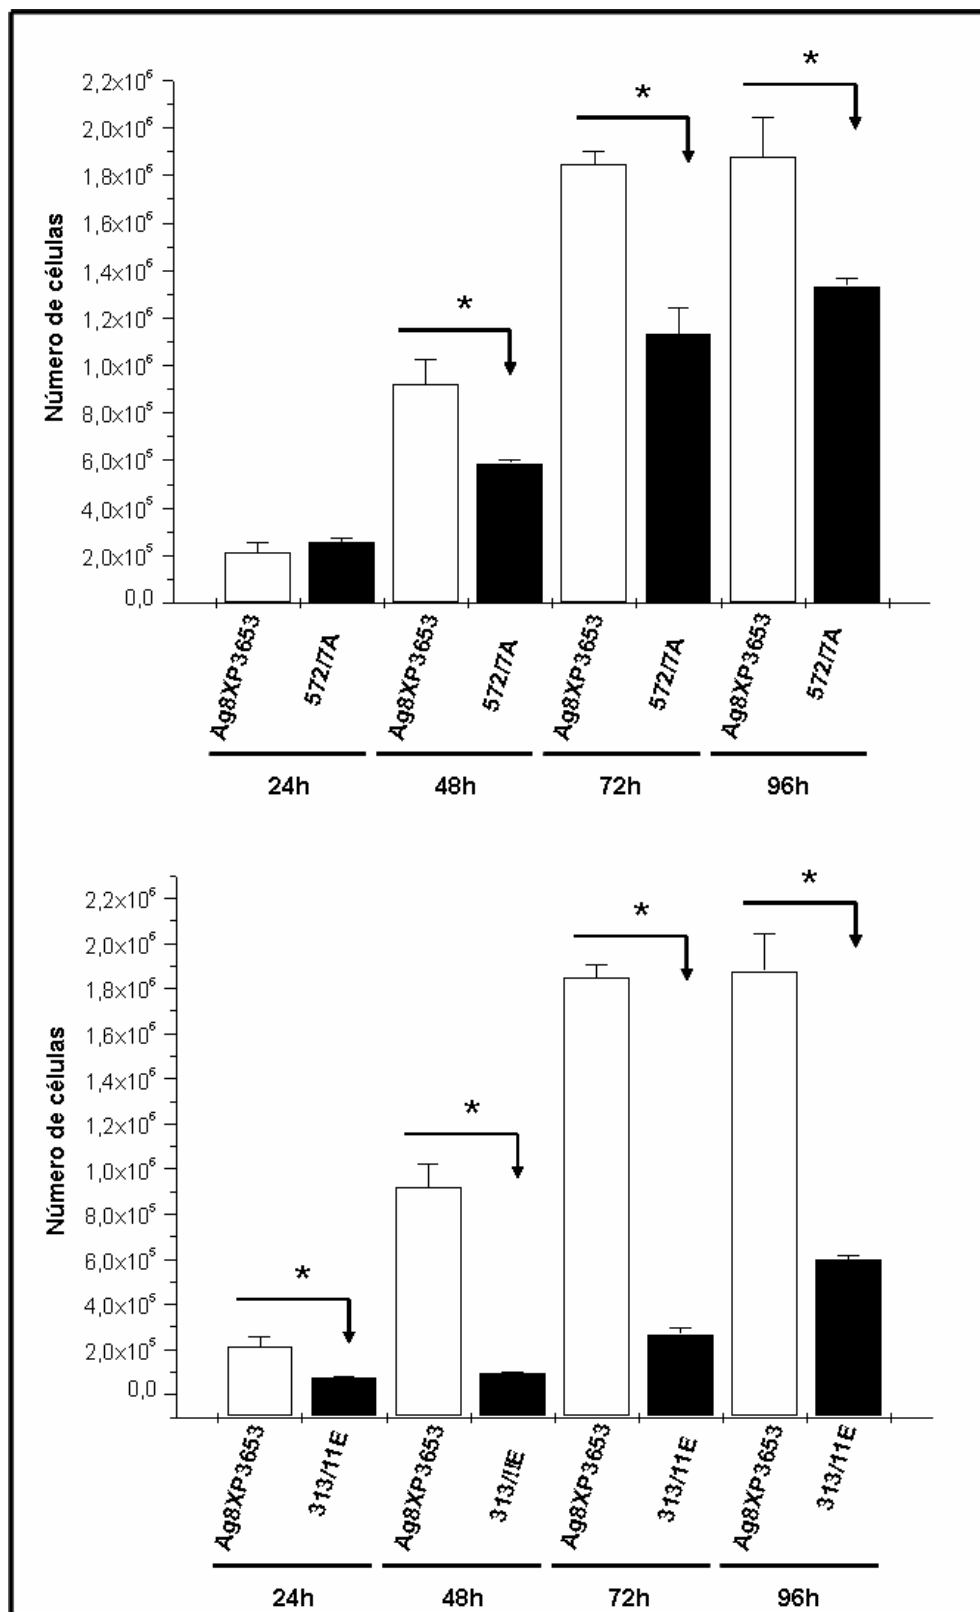 *
2,2x10⁶
*
2,0x10⁶
1,8x10⁶
1,6x10⁶
1,4x10⁶
*
1,2x10⁶
1,0x10⁶
8,0x10⁵
6,0x10⁵
4,0x10⁵
2,0x10⁵
0,0
Número de células
Ag8XP3653
572/7A
Ag8XP3653
572/7A
Ag8XP3653
572/7A
Ag8XP3653
572/7A
24h 48h 72h 96h
*
2,2x10⁶
*
2,0x10⁶
1,8x10⁶
1,6x10⁶
1,4x10⁶
1,2x10⁶
*
1,0x10⁶
8,0x10⁵
6,0x10⁵
*
4,0x10⁵
2,0x10⁵
0,0
Número de células
Ag8XP3653
313/11E
Ag8XP3653
313/IIE
Ag8XP3653
313/11E
Ag8XP3653
313/11E
24h 48h 72h 96h